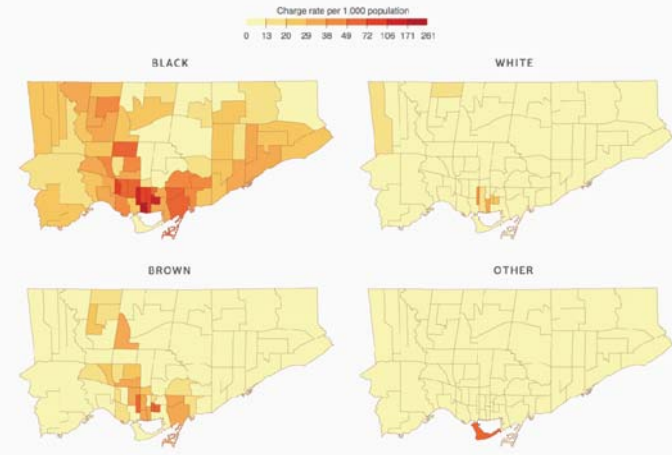 Charge rate per 1.000 population
0 13 20 29 38 49 72 106 171 261
BLACK
WHITE
BROWN
OTHER